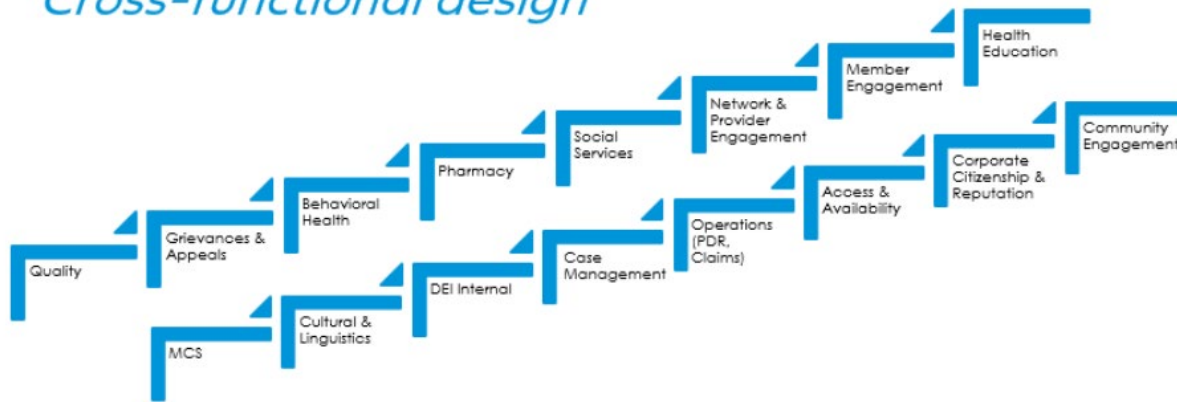 Cross-functional design
Health
Education
Member
Engagement
Network &
Provider
Engagement
Social
Services
Pharmacy
Behavioral
Health
Grievances &
Appeals
Quality
Community
Engagement
Corporate
Citizenship &
Reputation
Access &
Availability
Operations
(PDR,
Claims)
Case
Management
DEI Internal
Cultural &
Linguistics
MCS